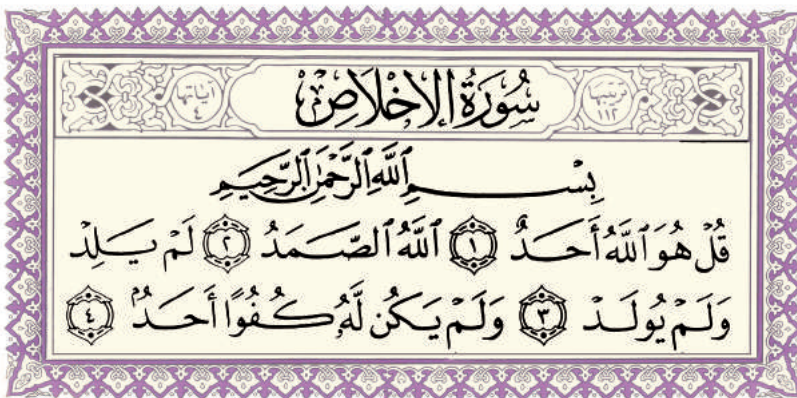 ترتيبها ١١٢ سُورَةُ الإِخْلَاصِ آياتها ٤
بِسْمِ ٱللَّهِ ٱلرَّحْمَٰنِ ٱلرَّحِيمِ
قُلْ هُوَ ٱللَّهُ أَحَدٌ ١ ٱللَّهُ ٱلصَّمَدُ ٢ لَمْ يَلِدْ
وَلَمْ يُولَدْ ٣ وَلَمْ يَكُن لَّهُۥ كُفُوًا أَحَدٌۢ ٤